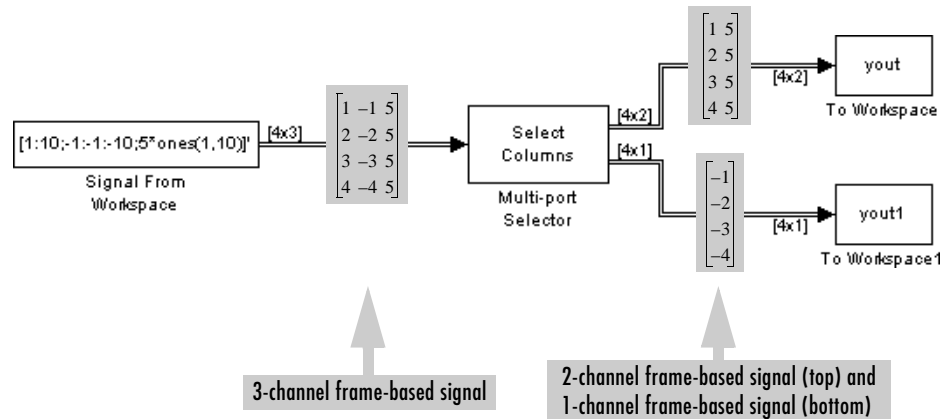 [1:10;-1:-1:-10;5*ones(1,10)]'
Signal From
Workspace
[4x3]
1 –1 5
2 –2 5
3 –3 5
4 –4 5
Select
Columns
Multi-port
Selector
[4x2]
[4x1]
1 5
2 5
3 5
4 5
[4x2]
yout
To Workspace
–1
–2
–3
–4
[4x1]
yout1
To Workspace1
3-channel frame-based signal
2-channel frame-based signal (top) and
1-channel frame-based signal (bottom)